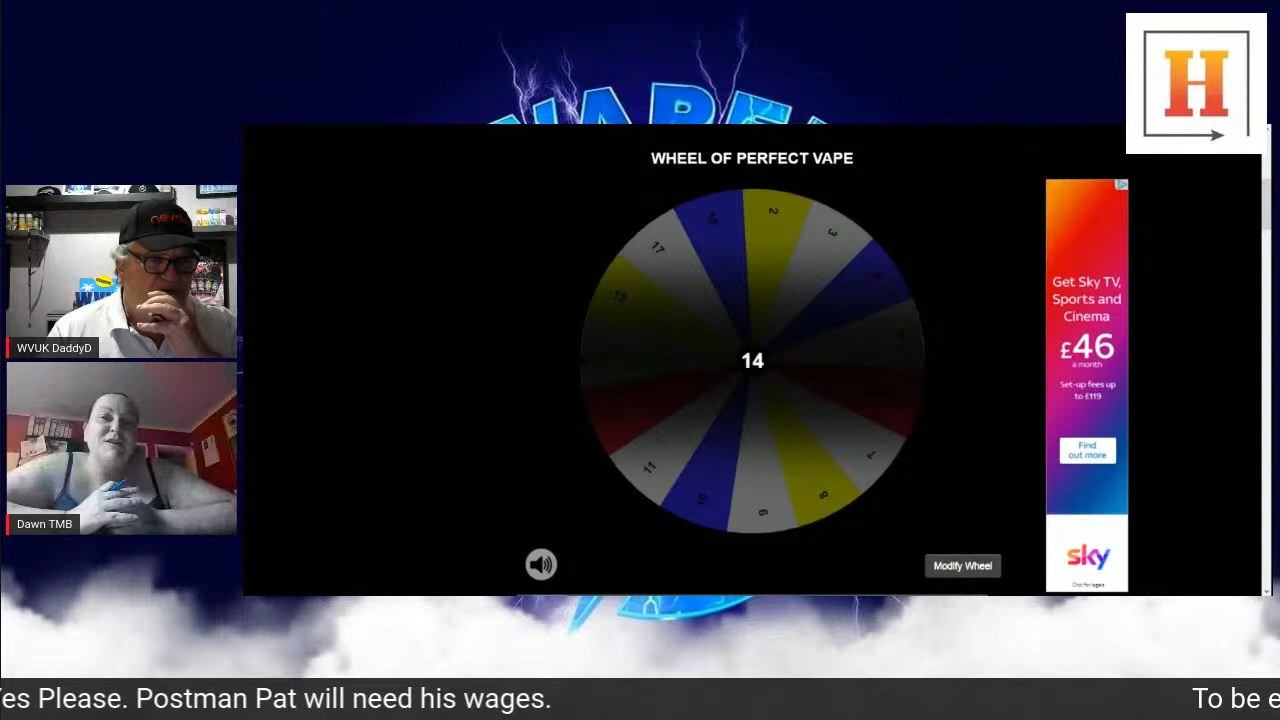 H
WHEEL OF PERFECT VAPE
2
3
17
14
7
8
9
10
11
Get Sky TV,
Sports and
Cinema
£46
a month
Set-up fees up
to £119
Find
out more
sky
Modify Wheel
WVUK DaddyD
Dawn TMB
es Please. Postman Pat will need his wages.
To be e